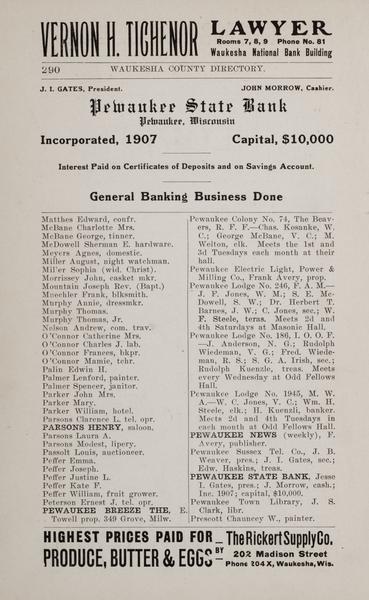 VERNON H. TICHENOR LAWYER
Rooms 7, 8, 9 Phone No. 81
Waukesha National Bank Building
290 WAUKESHA COUNTY DIRECTORY.
J. I. GATES, President. JOHN MORROW, Cashier.
Pewaukee State Bank
Pewaukee, Wisconsin
Incorporated, 1907 Capital, $10,000
Interest Paid on Certificates of Deposits and on Savings Account.
General Banking Business Done
Matthes Edward, confr.
McBane Charlotte Mrs.
McBane George, tinner.
McDowell Sherman E. hardware.
Meyers Agnes, domestic.
Miller August, night watchman.
Miller Sophia (wid. Christ).
Morrissey John, casket mkr.
Mountain Joseph Rev. (Bapt.)
Muechler Frank, blksmith.
Murphy Annie, dressmkr.
Murphy Thomas.
Murphy Thomas, Jr.
Nelson Andrew, com. trav.
O'Connor Catherine Mrs.
O'Connor Charles J. lab.
O'Connor Frances, bkpr.
O'Connor Mamie, tchr.
Palin Edwin H.
Palmer Lenford, painter.
Palmer Spencer, janitor.
Parker John Mrs.
Parker Mary.
Parker William, hotel.
Parsons Clarence L. tel. opr.
PARSONS HENRY, saloon.
Parsons Laura A.
Parsons Modest, lipery.
Passolt Louis, auctioneer.
Peffer Emma.
Peffer Joseph.
Peffer Justine L.
Peffer Kate F.
Peffer William, fruit grower.
Peterson Ernest J. tel. opr.
PEWAUKEE BREEZE THE, E.
Towell prop. 349 Grove, Milw.
Pewaukee Colony No. 74, The Beav-
ers, R. F. F.—Chas. Kosanke, W.
C.; George McBane, V. C.; M.
Welton, elk. Meets the 1st and
3d Tuesdays each month at their
hall.
Pewaukee Electric Light, Power &
Milling Co., Frank Avery, prop.
Pewaukee Lodge No. 246, F. A. M.—
J. F. Jones, W. M.; S. E. Mc-
Dowell, S. W.; Dr. Herbert T.
Barnes, J. W.; C. Jones, sec.; W.
F. Steele, teras. Meets 2d and
4th Saturdays at Masonic Hall.
Pewaukee Lodge No. 186, I. O. O. F.
—J. Anderson, N. G.; Rudolph
Wiedeman, V. G.; Fred. Wiede-
man, R. S.; S. G. A. Irish, sec.;
Rudolph Kuenzle, treas. Meets
every Wednesday at Odd Fellows
Hall.
Pewaukee Lodge No. 1945, M. W.
A.—W. C. Jones, V. C.; Wm. H.
Steele, elk.; H. Kuenzli, banker.
Meets 2d and 4th Tuesdays in
each month at Odd Fellows Hall.
PEWAUKEE NEWS (weekly), F.
Avery, publisher.
Pewaukee Sussex Tel. Co., J. B.
Weaver, pres.; J. I. Gates, sec.;
Edw. Haskins, treas.
PEWAUKEE STATE BANK, Jesse
I. Gates, pres.; J. Morrow, cash.;
Inc. 1907; capital, $10,000.
Pewaukee Town Library, J. S.
Clark, libr.
Prescott Chauncey W., painter.
HIGHEST PRICES PAID FOR
PRODUCE, BUTTER & EGGS BY
The Rickert Supply Co.
202 Madison Street
Phone 204 X, Waukesha, Wis.